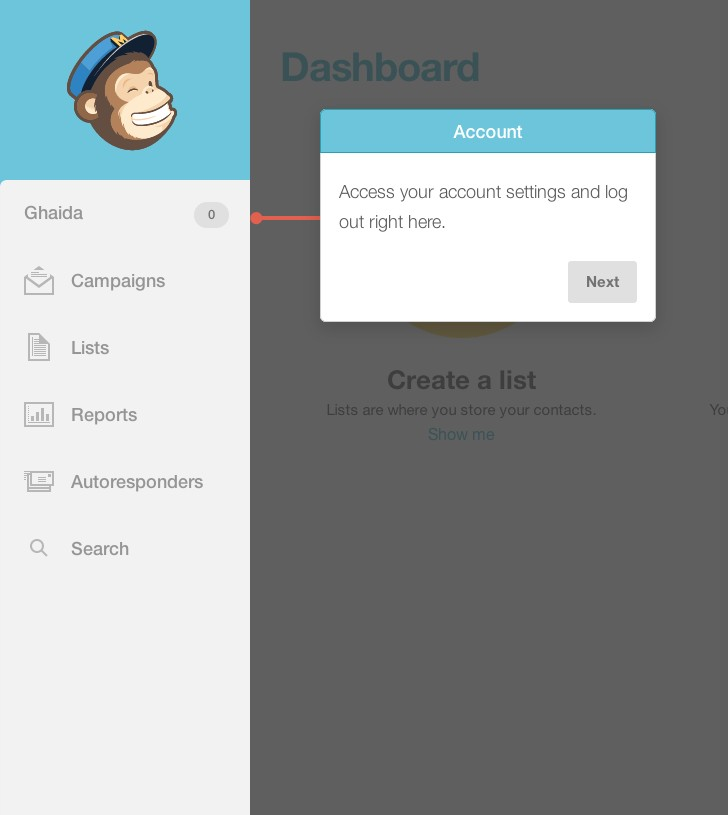 Dashboard
Account
Access your account settings and log
out right here.
Next
Ghaida
0
Campaigns
Lists
Reports
Autoresponders
Search
Create a list
Lists are where you store your contacts.
Show me